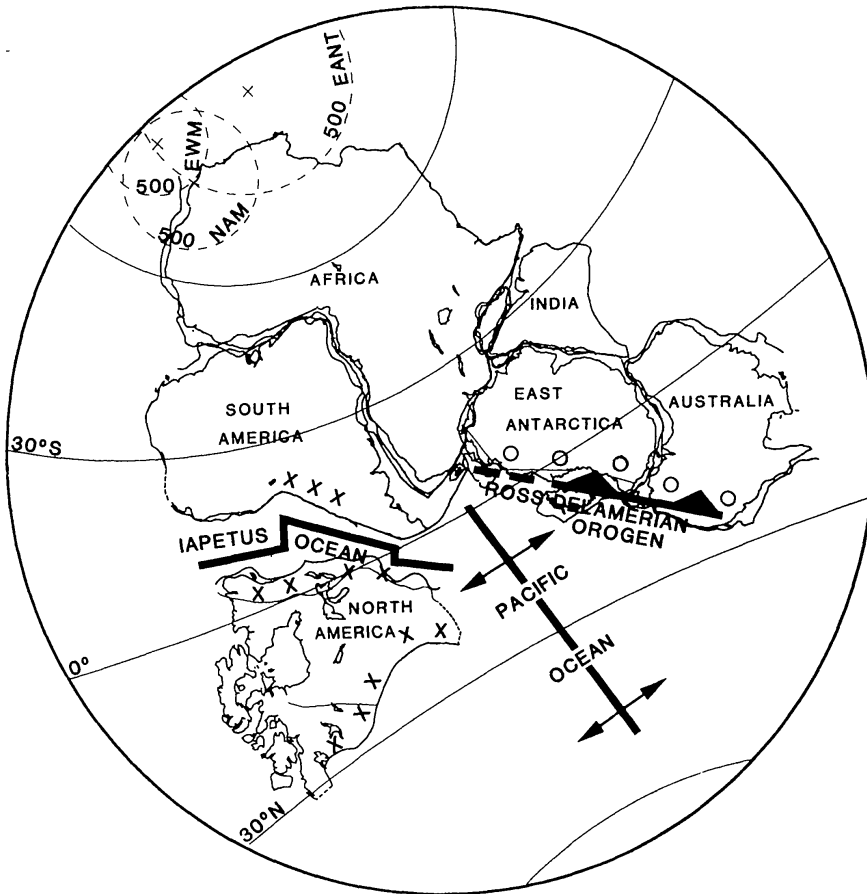 500 EANT
EWM
500
500 NAM
AFRICA
INDIA
EAST
ANTARCTICA
AUSTRALIA
SOUTH
AMERICA
30°S
ROSS-DELAMERIAN
OROGEN
IAPETUS
OCEAN
PACIFIC
OCEAN
NORTH
AMERICA
0°
30°N